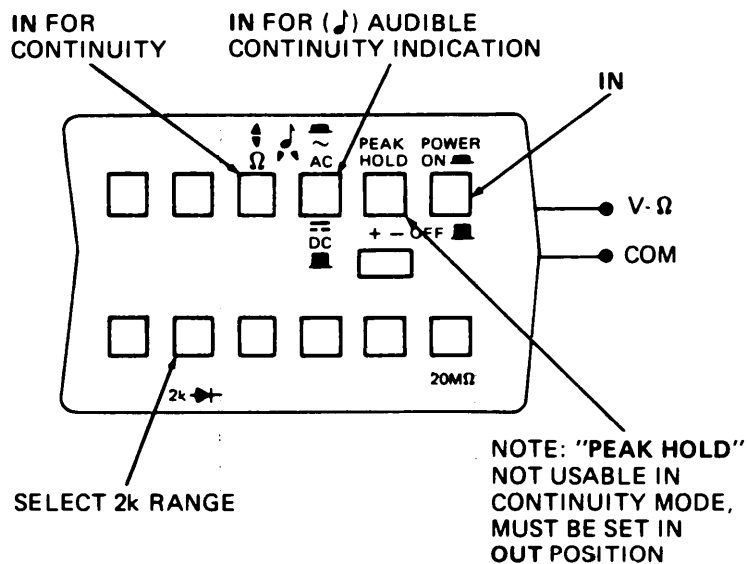 IN FOR
CONTINUITY
IN FOR (♪) AUDIBLE
CONTINUITY INDICATION
IN
Ω
♪
~
AC
PEAK
HOLD
POWER
ON
DC
+ - OFF
V-Ω
COM
20MΩ
2k
SELECT 2k RANGE
NOTE: "PEAK HOLD"
NOT USABLE IN
CONTINUITY MODE,
MUST BE SET IN
OUT POSITION